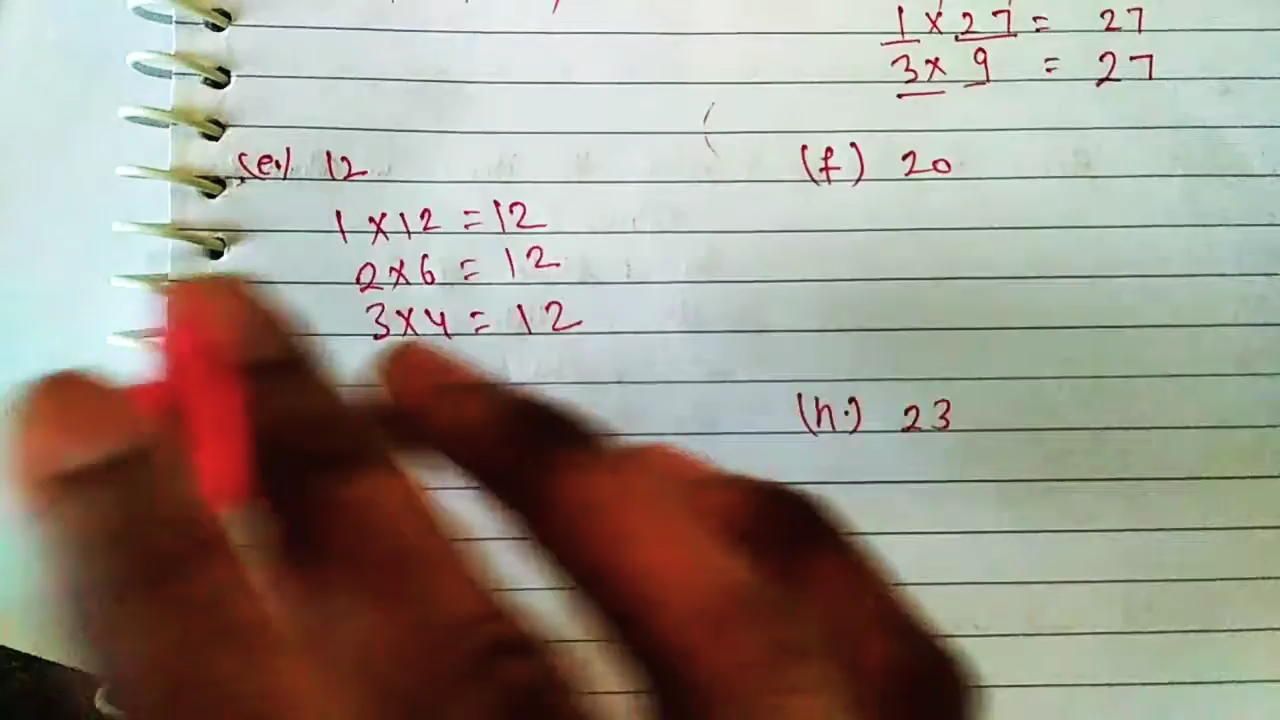 1 x 27 = 27
3 x 9 = 27
(e.) 12
1 x 12 = 12
2 x 6 = 12
3 x 4 = 12
(f) 20
(h.) 23